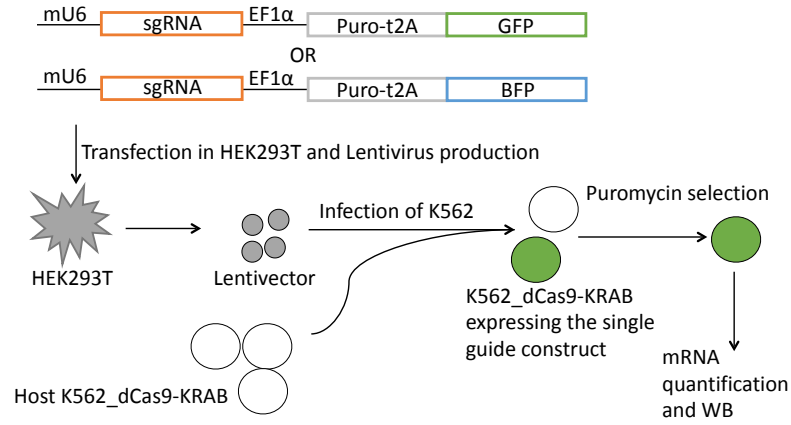 mU6 sgRNA EF1α Puro-t2A GFP
OR
mU6 sgRNA EF1α Puro-t2A BFP
Transfection in HEK293T and Lentivirus production
HEK293T
Lentivector
Infection of K562
Host K562_dCas9-KRAB
K562_dCas9-KRAB
expressing the single
guide construct
Puromycin selection
mRNA
quantification
and WB